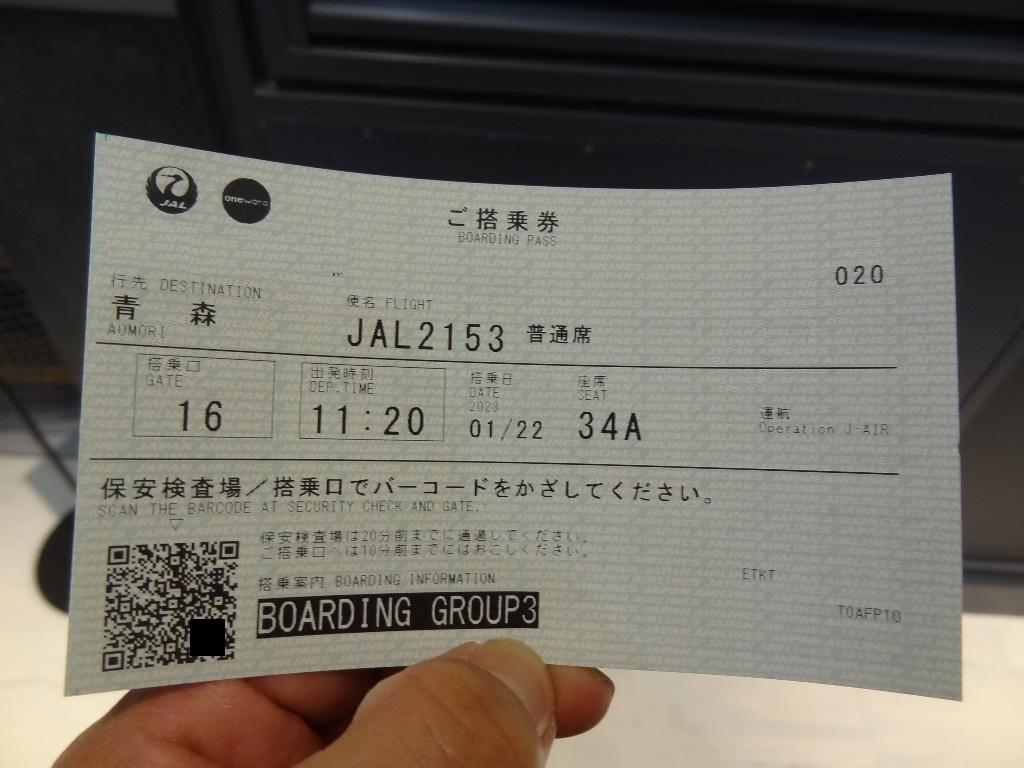 JAL
oneworld
ご搭乗券
BOARDING PASS
020
行先 DESTINATION
青森
AOMORI
便名 FLIGHT
JAL2153 普通席
搭乗口
GATE
16
出発時刻
DEP.TIME
11:20
搭乗日
DATE
2023
01/22
座席
SEAT
34A
運航
Operation J-AIR
保安検査場/搭乗口でバーコードをかざしてください。
SCAN THE BARCODE AT SECURITY CHECK AND GATE.
保安検査場は20分前までに通過してください。
ご搭乗口へは10分前までにはおこしください。
搭乗案内 BOARDING INFORMATION
BOARDING GROUP3
ETKT
TOAFP10